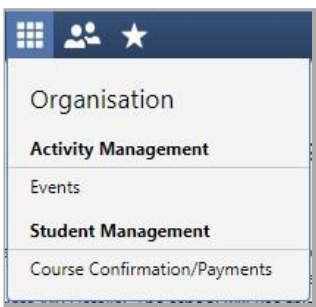 Organisation
Activity Management
Events
Student Management
Course Confirmation/Payments